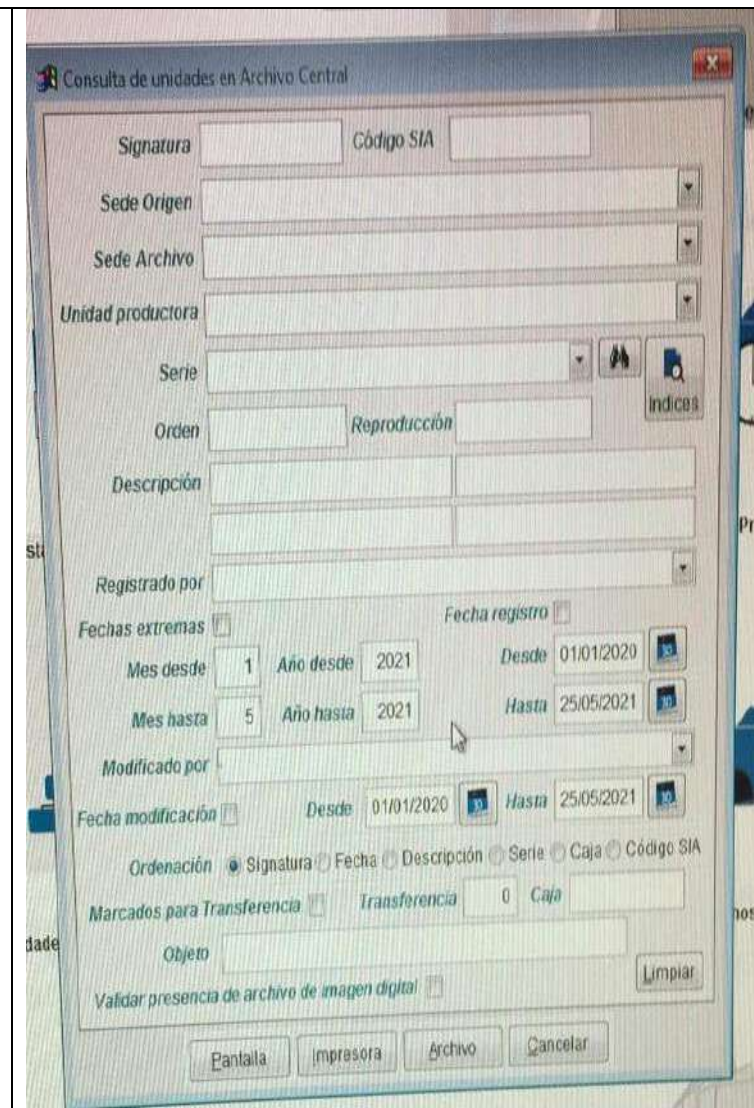 Consulta de unidades en Archivo Central
Signatura Código SIA
Sede Origen
Sede Archivo
Unidad productora
Serie
Indices
Orden Reproducción
Descripción
Registrado por
Fechas extremas Fecha registro
Mes desde 1 Año desde 2021 Desde 01/01/2020
Mes hasta 5 Año hasta 2021 Hasta 25/05/2021
Modificado por
Fecha modificación Desde 01/01/2020 Hasta 25/05/2021
Ordenación Signatura Fecha Descripción Serie Caja Código SIA
Marcados para Transferencia Transferencia 0 Caja
Objeto
Validar presencia de archivo de imagen digital Limpiar
Pantalla Impresora Archivo Cancelar